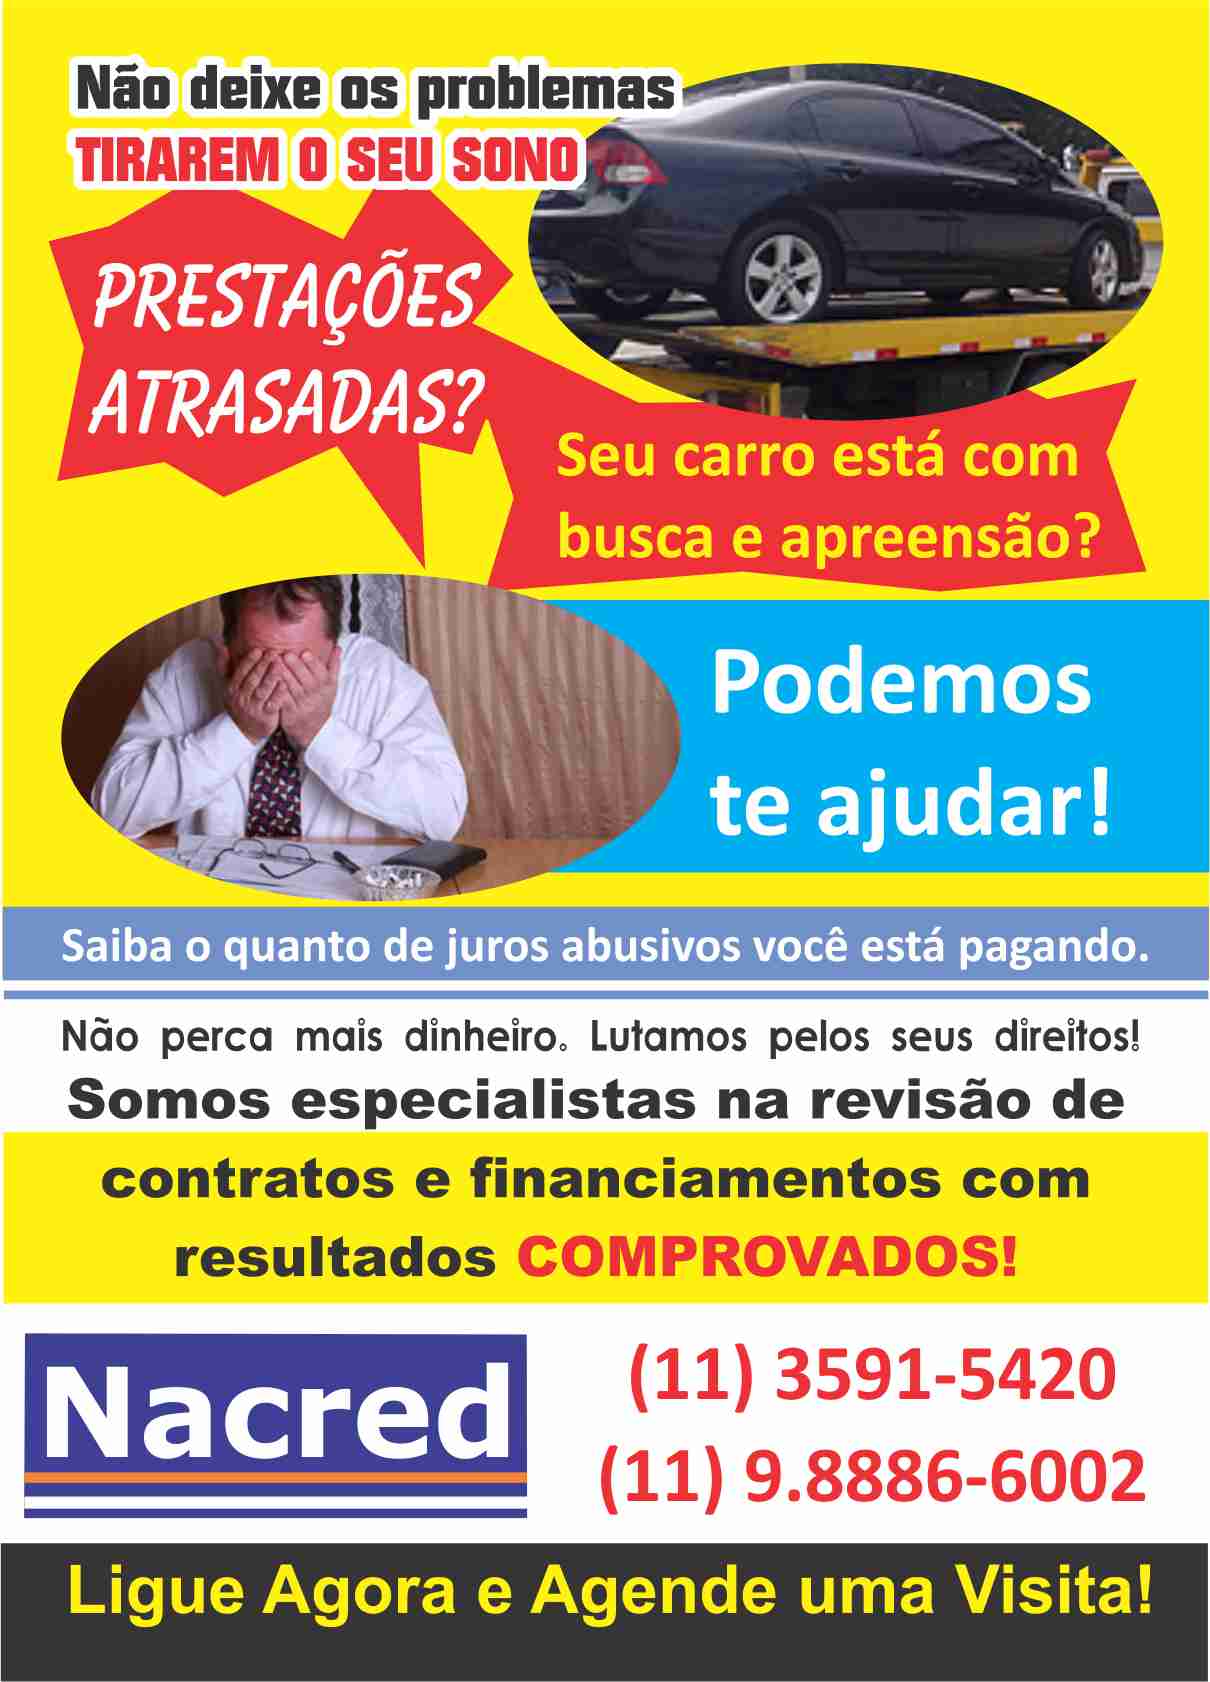 Não deixe os problemas
TIRAREM O SEU SONO
PRESTAÇÕES
ATRASADAS?
Seu carro está com
busca e apreensão?
Podemos
te ajudar!
Saiba o quanto de juros abusivos você está pagando.
Não perca mais dinheiro. Lutamos pelos seus direitos!
Somos especialistas na revisão de
contratos e financiamentos com
resultados COMPROVADOS!
Nacred
(11) 3591-5420
(11) 9.8886-6002
Ligue Agora e Agende uma Visita!